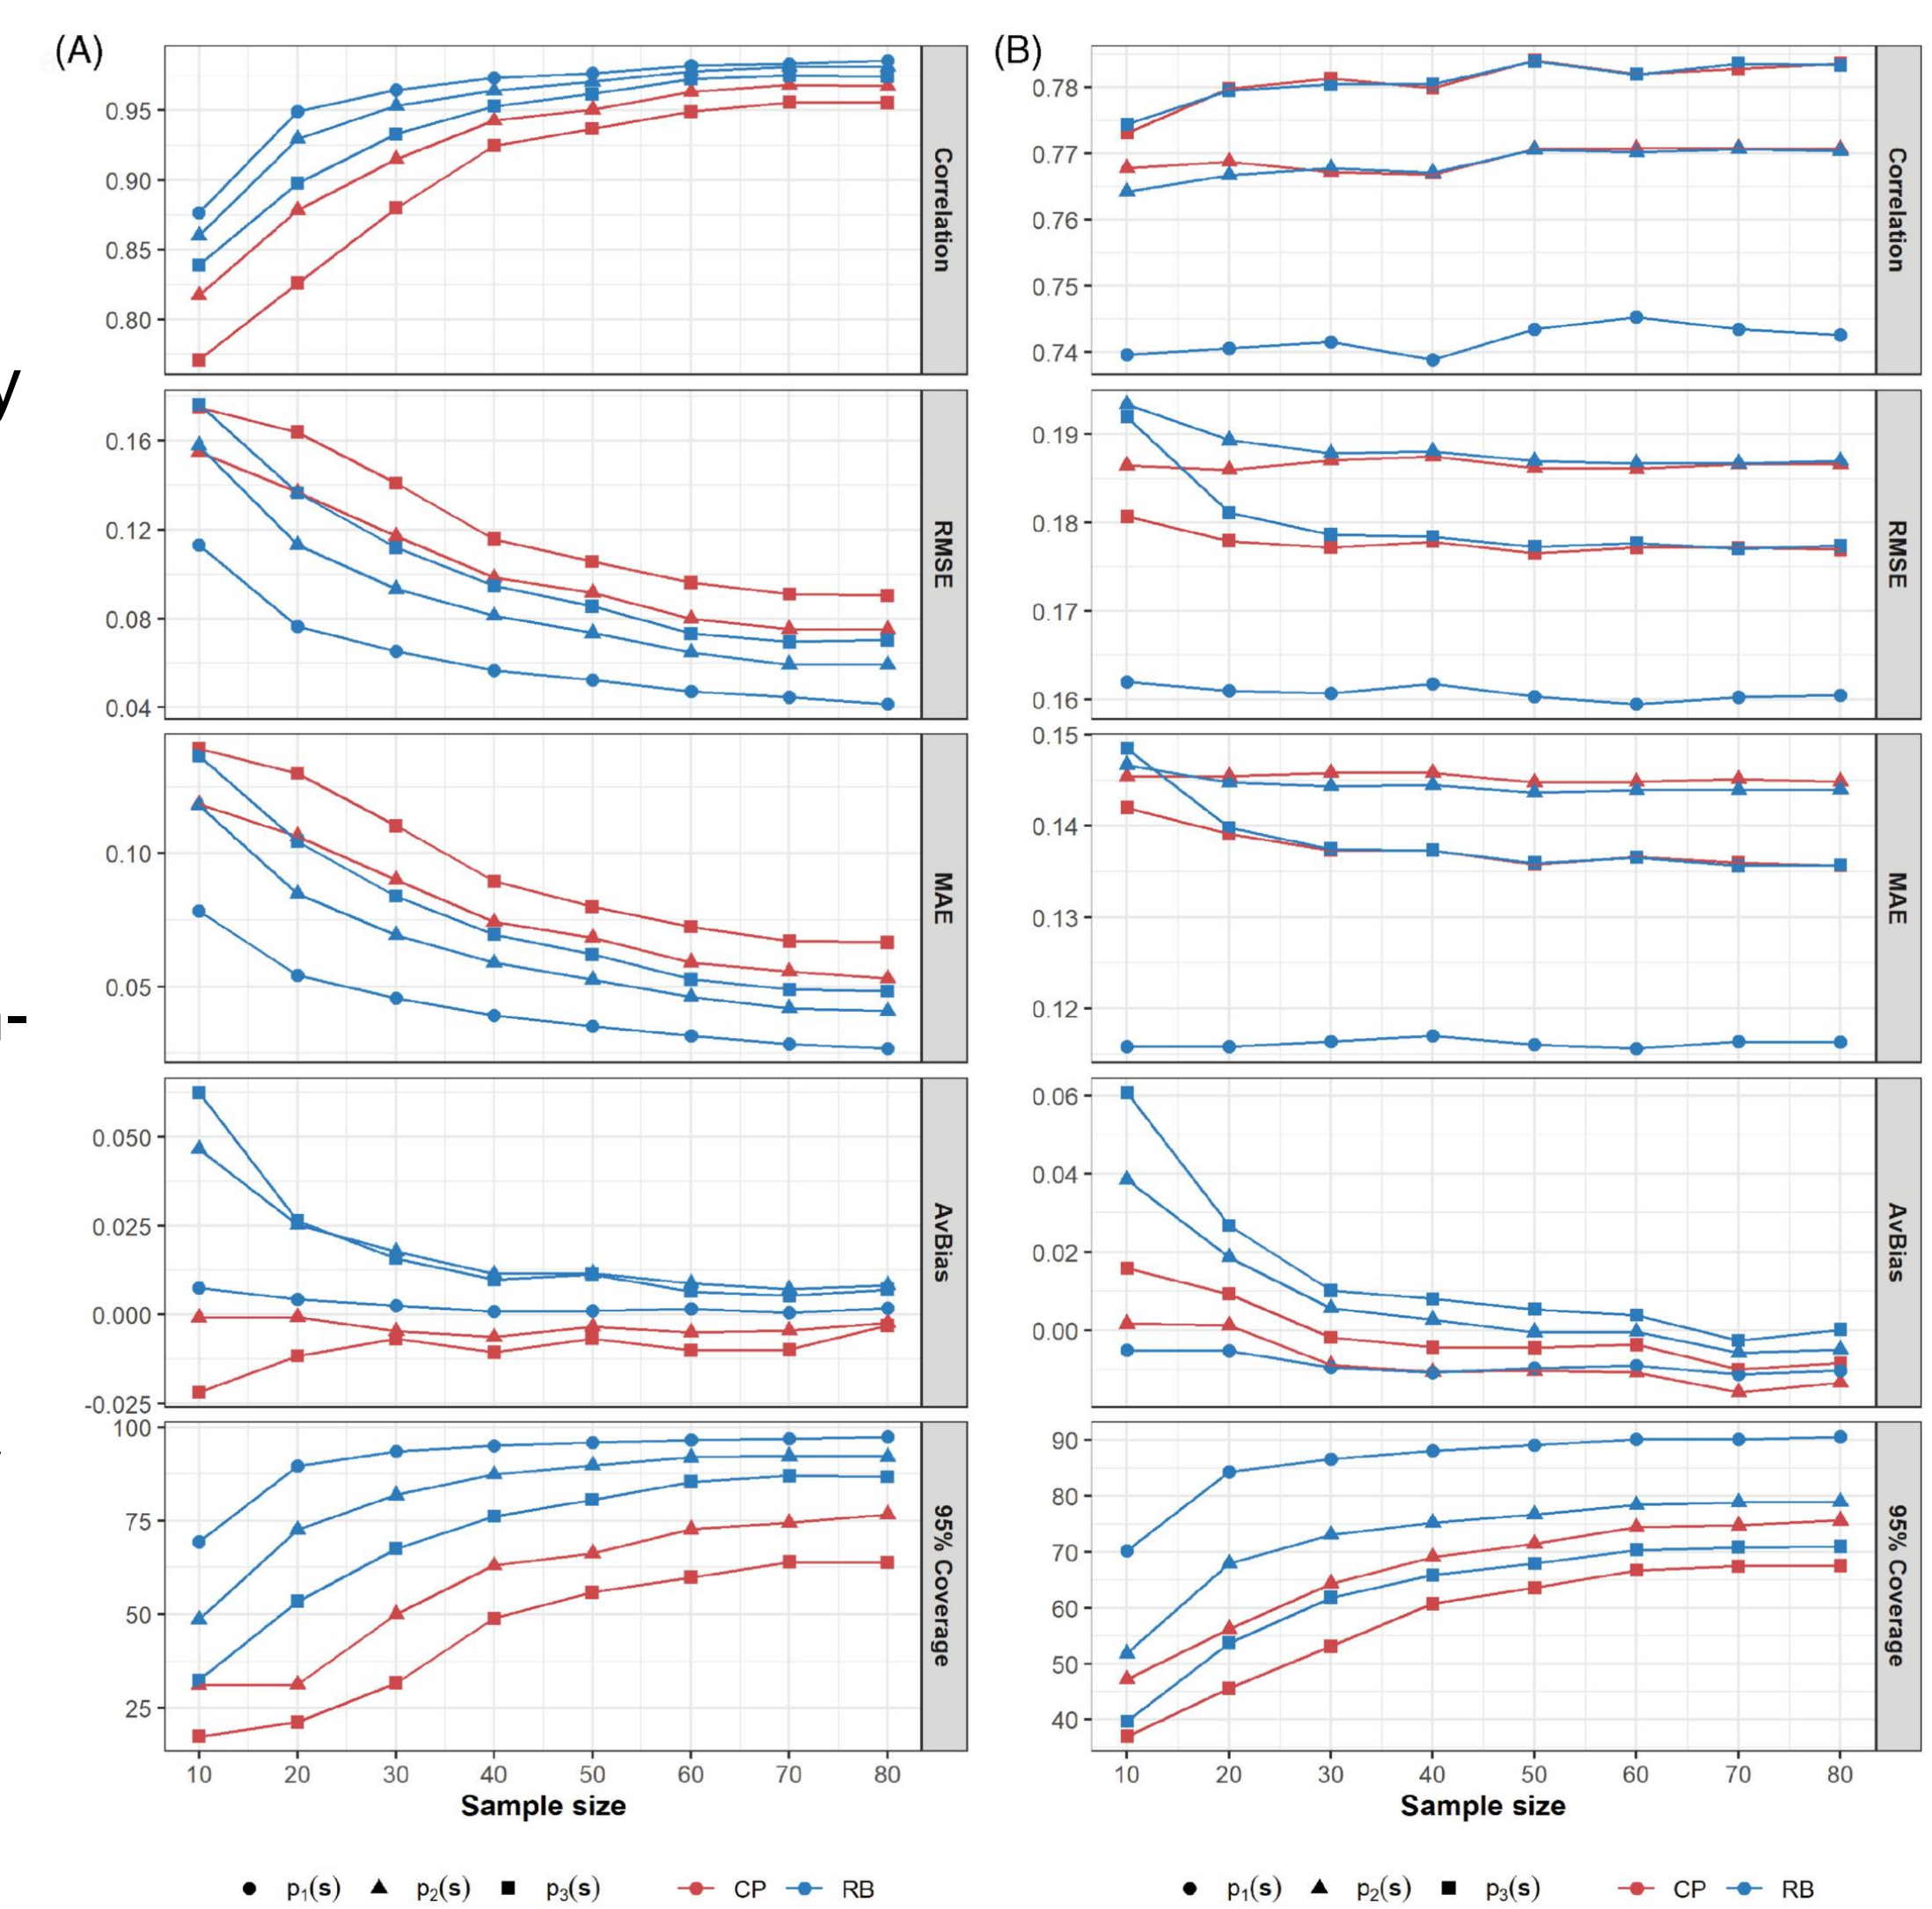 (A)
0.95
0.90
0.85
0.80
Correlation
0.16
0.12
0.08
0.04
RMSE
0.10
0.05
MAE
0.050
0.025
0.000
-0.025
AvBias
100
75
50
25
95% Coverage
10 20 30 40 50 60 70 80
Sample size
p₁(s) p₂(s) p₃(s) CP RB
(B)
0.78
0.77
0.76
0.75
0.74
Correlation
0.19
0.18
0.17
0.16
RMSE
0.15
0.14
0.13
0.12
MAE
0.06
0.04
0.02
0.00
AvBias
90
80
70
60
50
40
95% Coverage
10 20 30 40 50 60 70 80
Sample size
p₁(s) p₂(s) p₃(s) CP RB